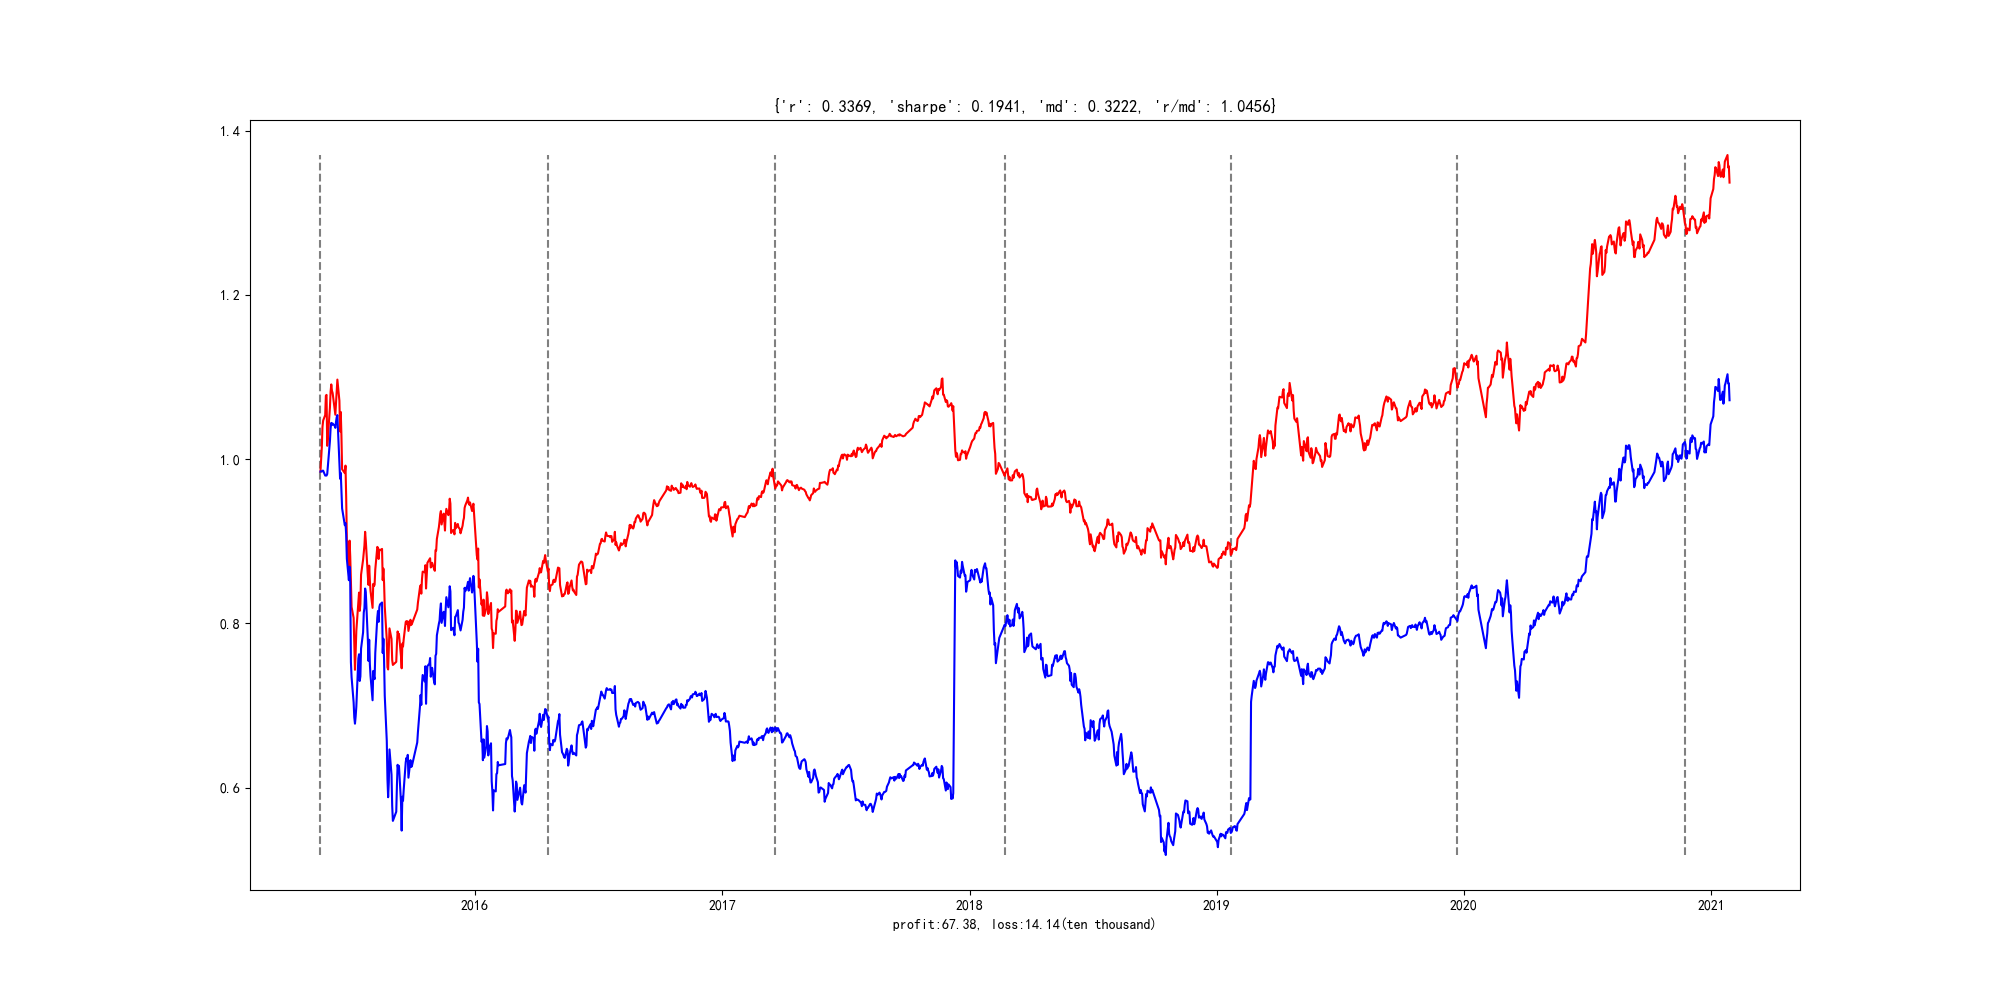 {'r': 0.3369, 'sharpe': 0.1941, 'md': 0.3222, 'r/md': 1.0456}
1.4
1.2
1.0
0.8
0.6
2016 2017 2018 2019 2020 2021
profit:67.38, loss:14.14(ten thousand)